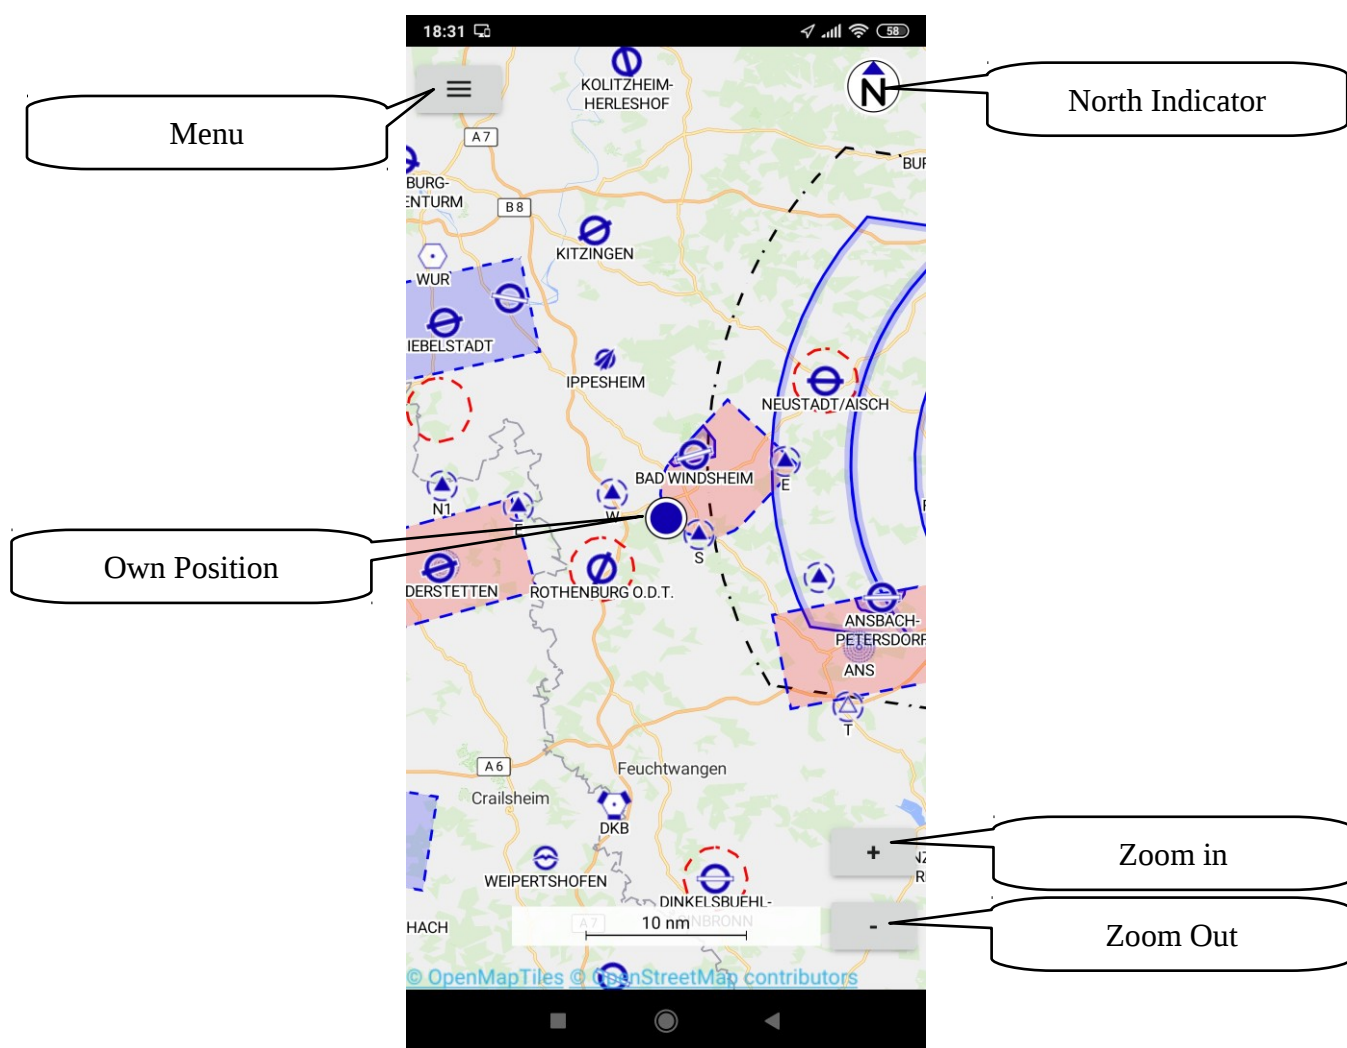 18:31
58
Menu
North Indicator
KOLITZHEIM-
HERLESHOF
A 7
BUR
BURG-
ENTURM
B 8
KITZINGEN
WUR
IEBELSTADT
IPPESHEIM
NEUSTADT/AISCH
BAD WINDSHEIM
E
N1
W
E
S
Own Position
DERSTETTEN
ROTHENBURG O.D.T.
ANSBACH-
PETERSDORF
ANS
T
A 6
Feuchtwangen
Crailsheim
DKB
+
Zoom in
WEIPERTSHOFEN
DINKELSBUEHL-
SINBRONN
HACH
A 7
10 nm
-
Zoom Out
© OpenMapTiles © OpenStreetMap contributors